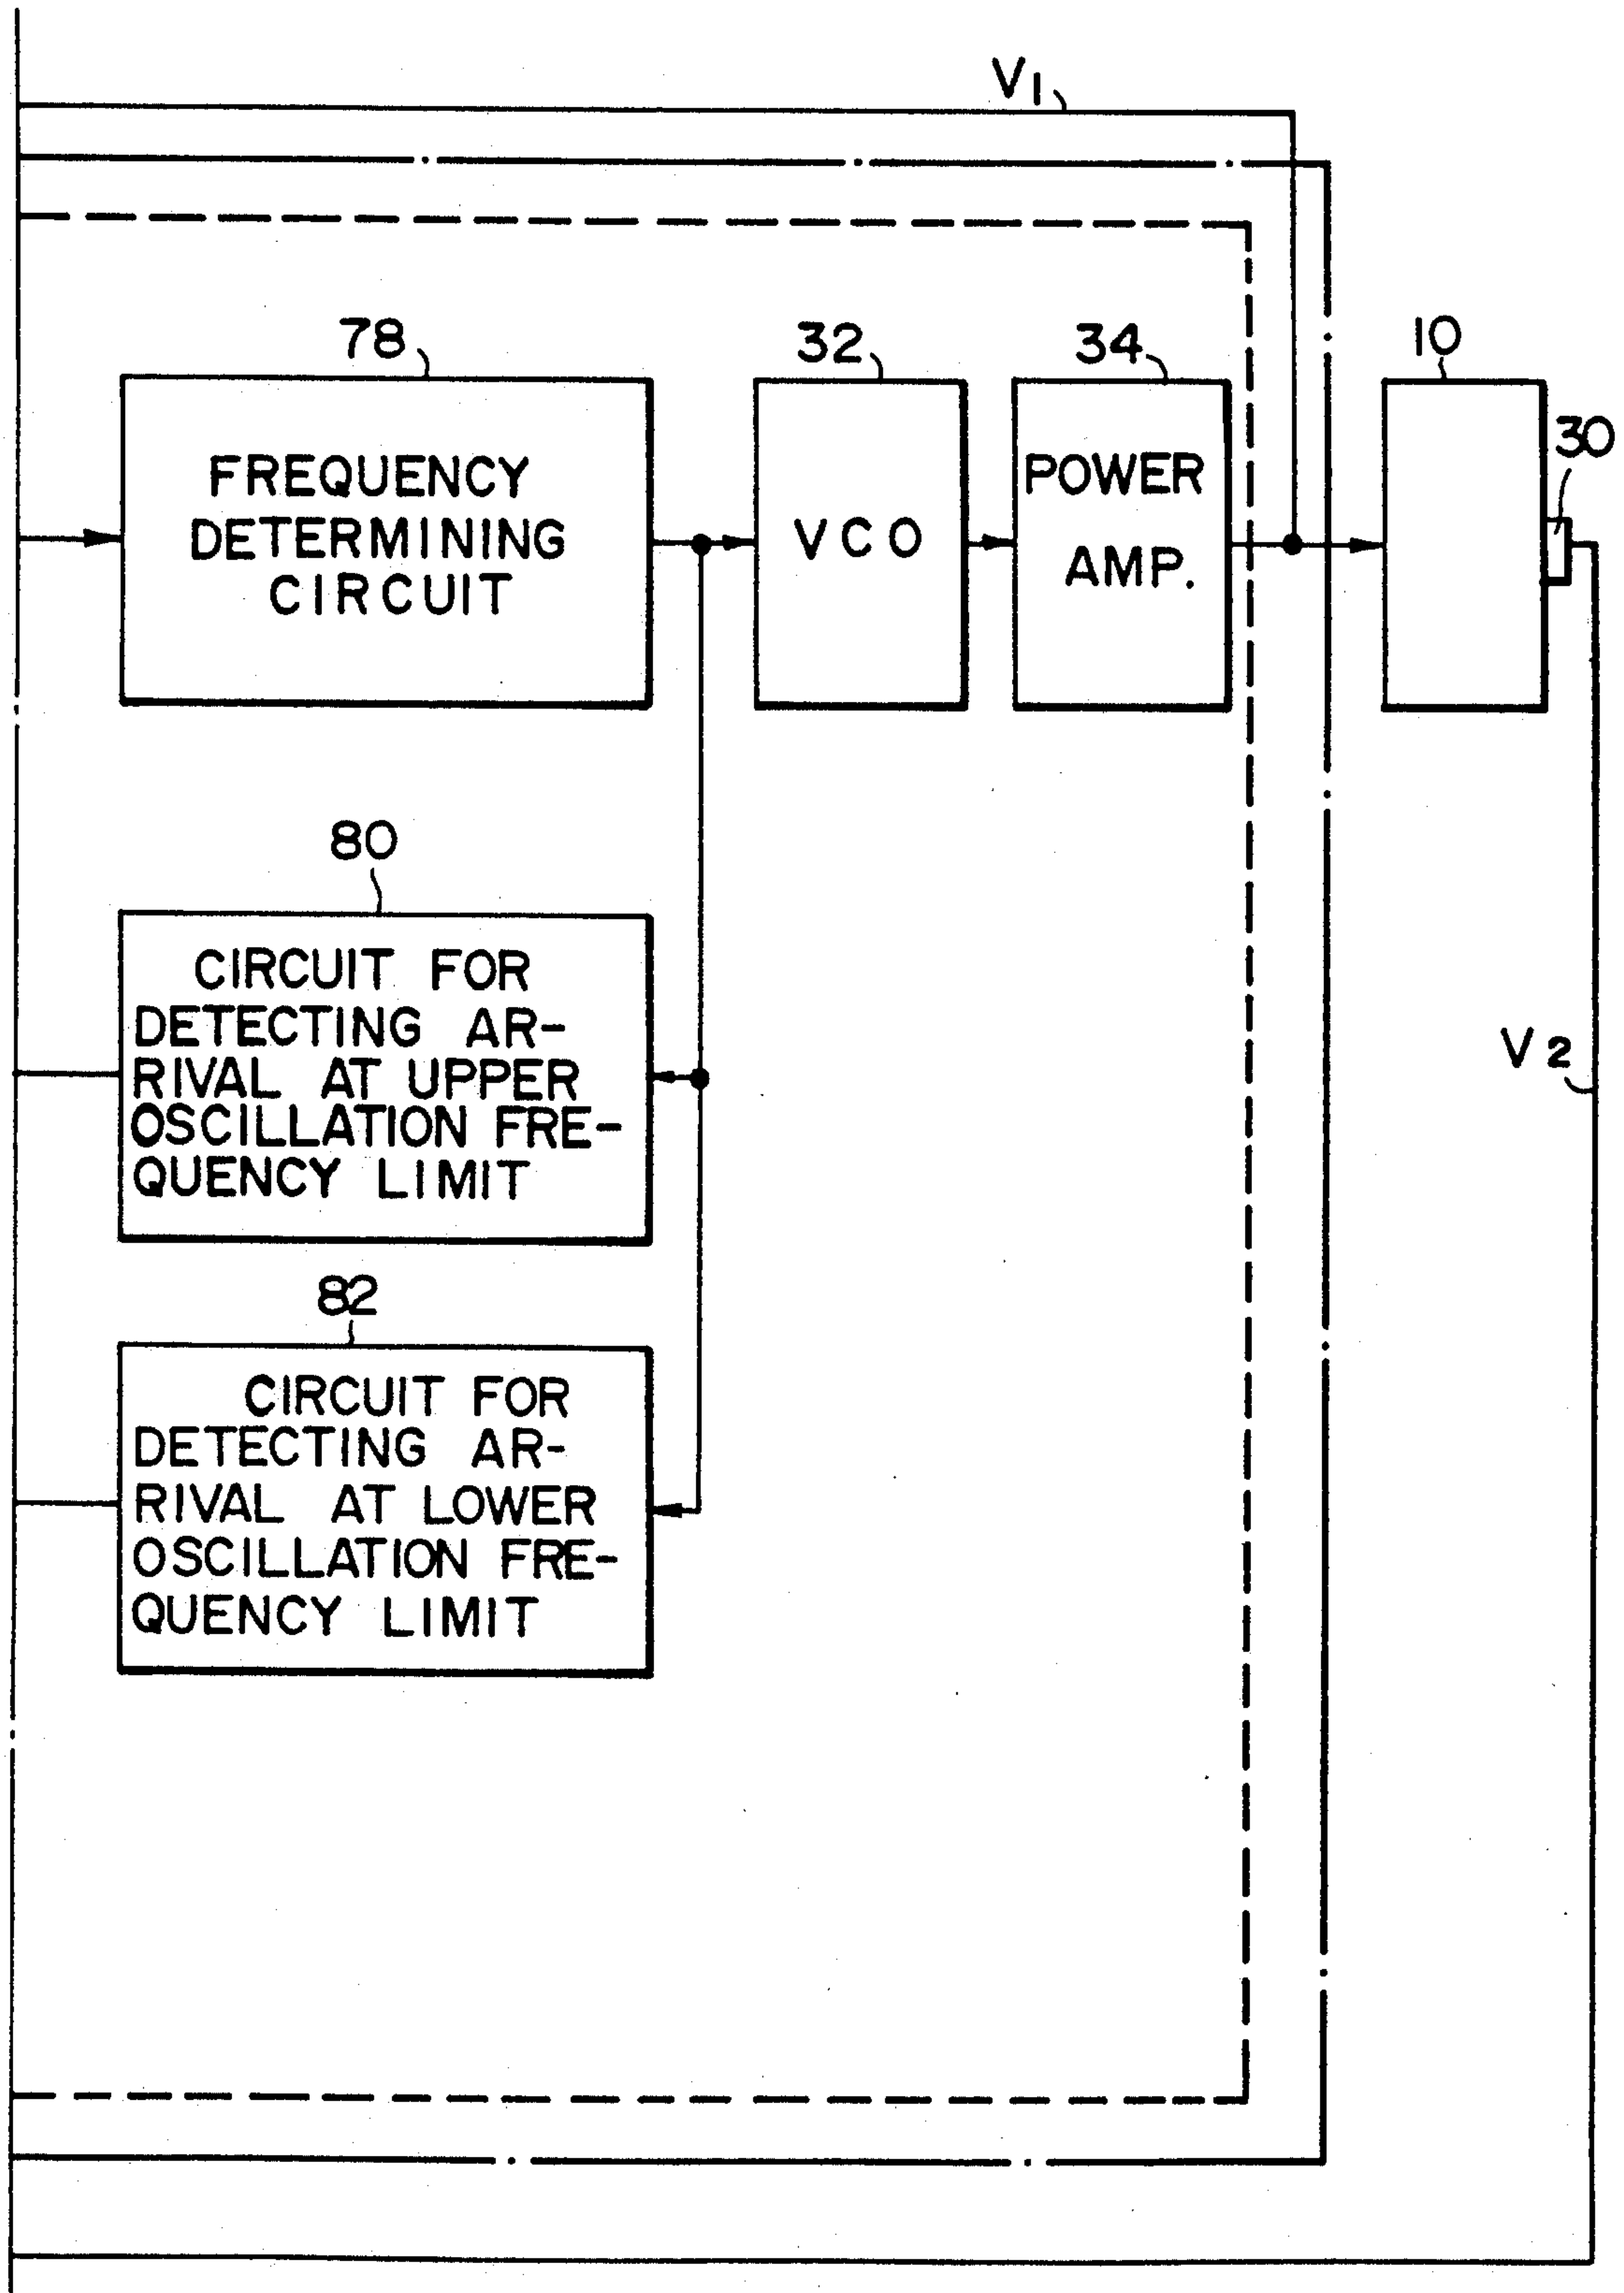 V1
78
32
34
10
30
FREQUENCY
DETERMINING
CIRCUIT
VCO
POWER
AMP.
80
CIRCUIT FOR
DETECTING AR-
RIVAL AT UPPER
OSCILLATION FRE-
QUENCY LIMIT
V2
82
CIRCUIT FOR
DETECTING AR-
RIVAL AT LOWER
OSCILLATION FRE-
QUENCY LIMIT